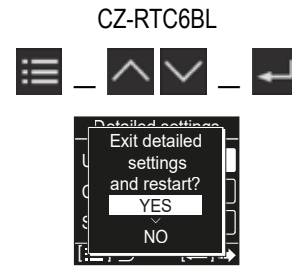 CZ-RTC6BL
Detailed settings
Exit detailed
settings
and restart?
YES
NO